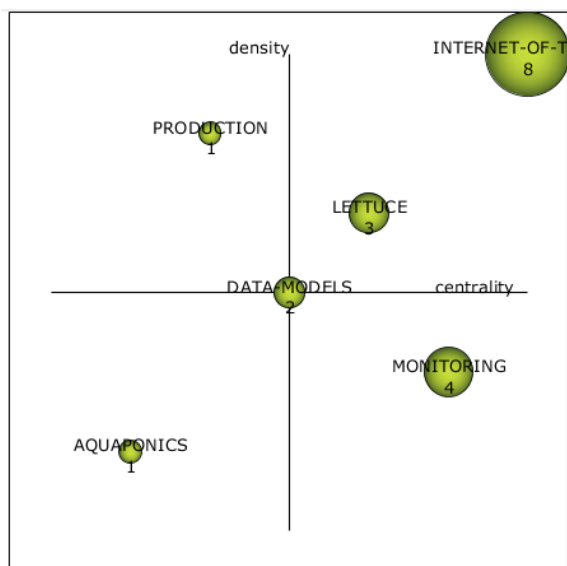 density
INTERNET-OF-T
8
PRODUCTION
1
LETTUCE
3
DATA-MODELS
2
centrality
MONITORING
4
AQUAPONICS
1